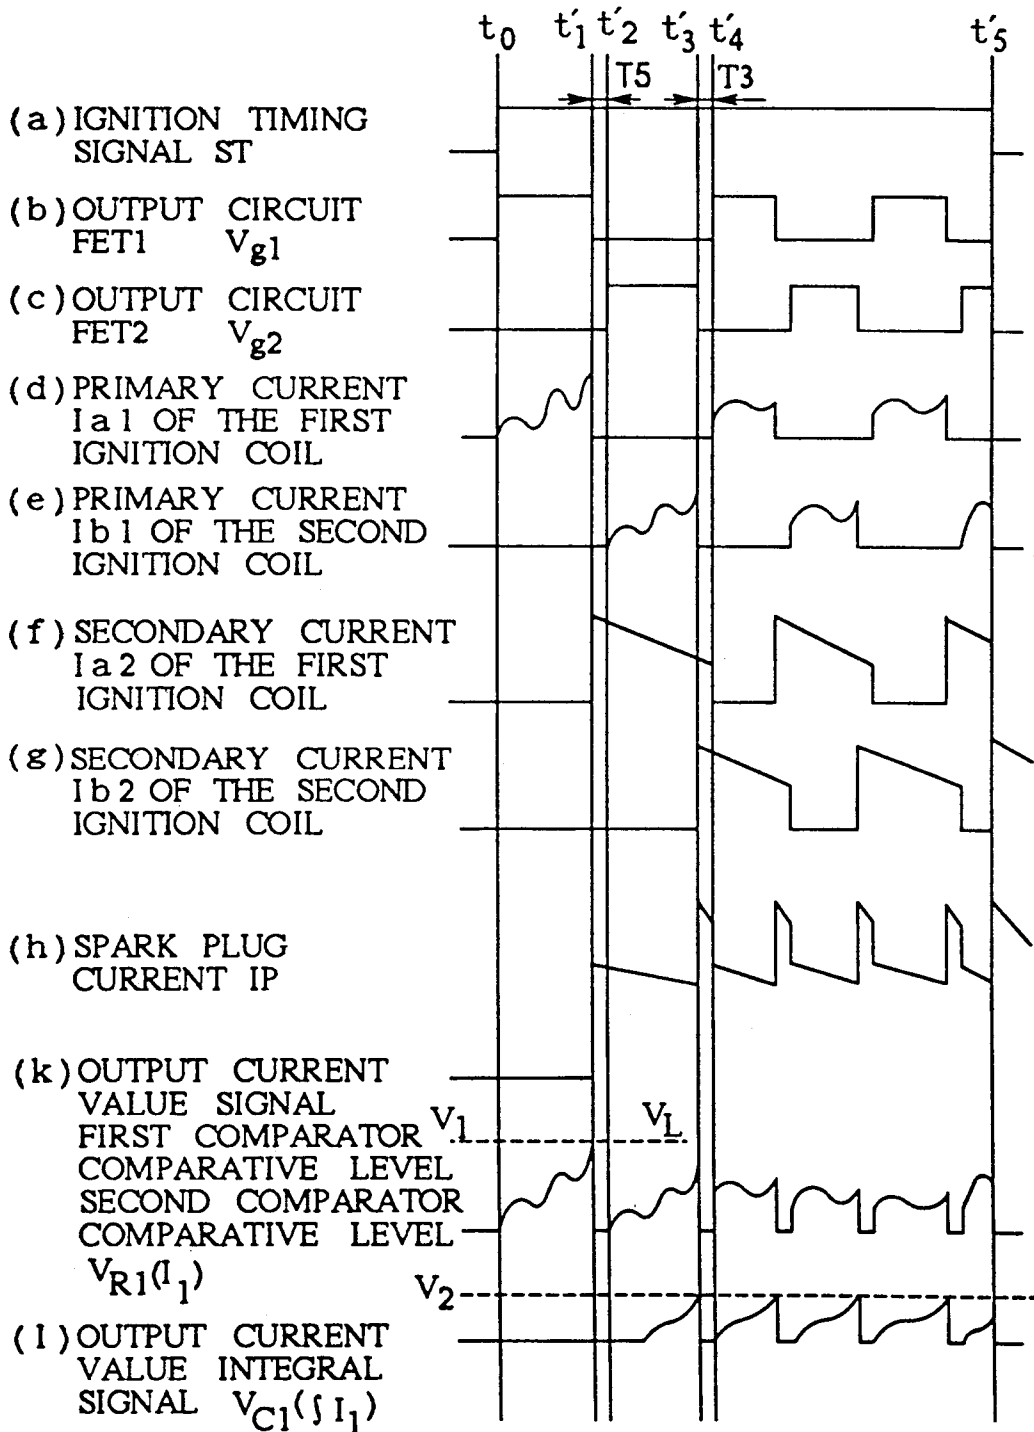 t0 t′1 t′2 t′3 t′4 t′5
T5 T3
(a) IGNITION TIMING
SIGNAL ST
(b) OUTPUT CIRCUIT
FET1 Vg1
(c) OUTPUT CIRCUIT
FET2 Vg2
(d) PRIMARY CURRENT
Ia1 OF THE FIRST
IGNITION COIL
(e) PRIMARY CURRENT
Ib1 OF THE SECOND
IGNITION COIL
(f) SECONDARY CURRENT
Ia2 OF THE FIRST
IGNITION COIL
(g) SECONDARY CURRENT
Ib2 OF THE SECOND
IGNITION COIL
(h) SPARK PLUG
CURRENT IP
(k) OUTPUT CURRENT
VALUE SIGNAL
FIRST COMPARATOR V1 VL
COMPARATIVE LEVEL
SECOND COMPARATOR
COMPARATIVE LEVEL
VR1(I1) V2
(l) OUTPUT CURRENT
VALUE INTEGRAL
SIGNAL VC1(∫I1)